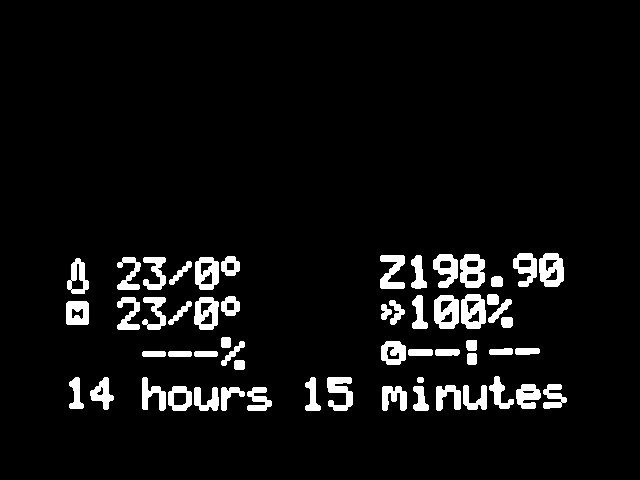 23/0° Z198.90
23/0° »100%
---% --:--
14 hours 15 minutes